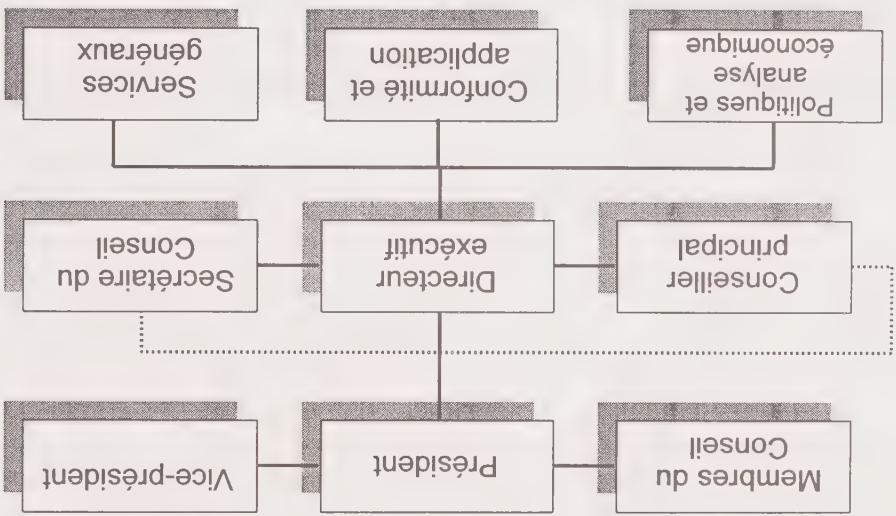 Membres du
Conseil
Président
Vice-président
Conseiller
principal
Directeur
exécutif
Secrétaire du
Conseil
Politiques et
analyse
économique
Conformité et
application
Services
généraux